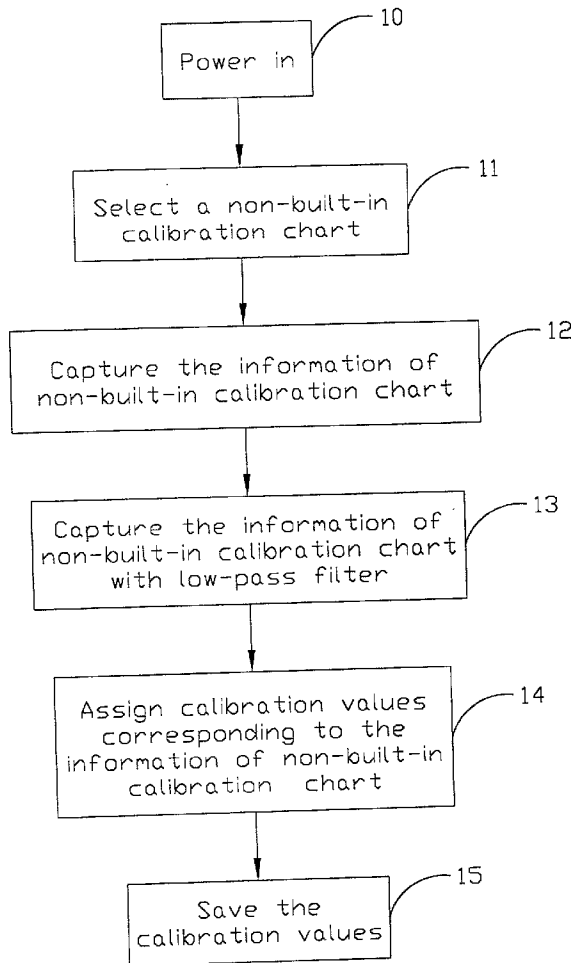 10
Power in
11
Select a non-built-in
calibration chart
12
Capture the information of
non-built-in calibration chart
13
Capture the information of
non-built-in calibration chart
with low-pass filter
14
Assign calibration values
corresponding to the
information of non-built-in
calibration chart
15
Save the
calibration values